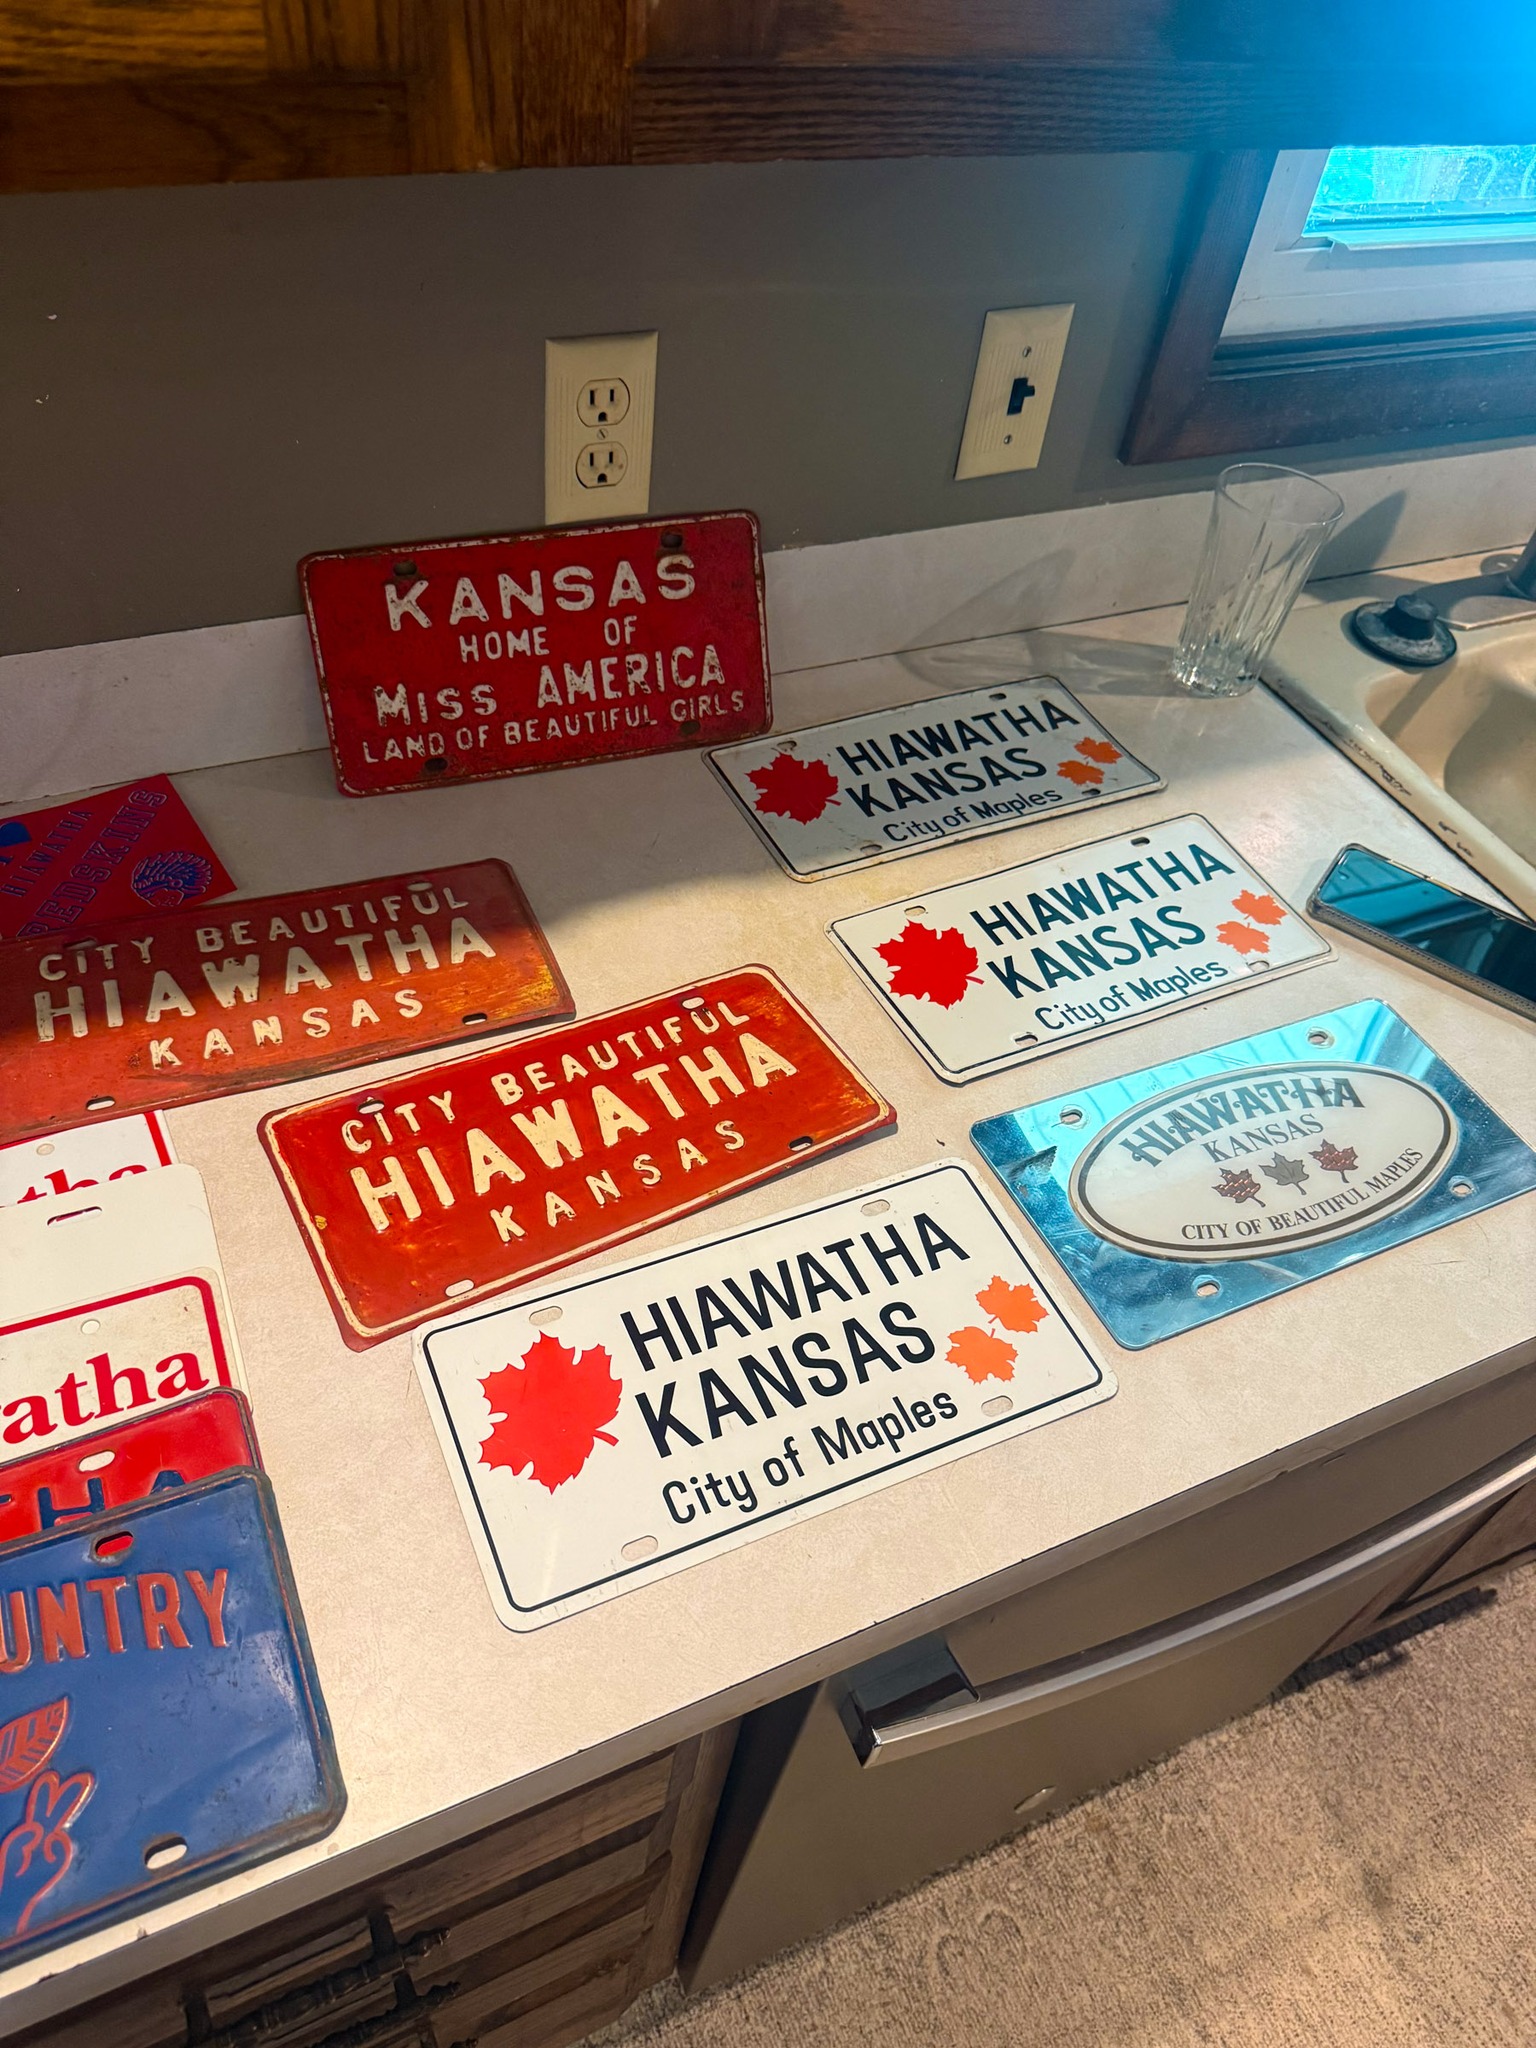 KANSAS
HOME OF
MISS AMERICA
LAND OF BEAUTIFUL GIRLS
HIAWATHA
KANSAS
City of Maples
HIAWATHA
REDSKINS
CITY BEAUTIFUL
HIAWATHA
KANSAS
HIAWATHA
KANSAS
City of Maples
CITY BEAUTIFUL
HIAWATHA
KANSAS
HIAWATHA
KANSAS
CITY OF BEAUTIFUL MAPLES
HIAWATHA
KANSAS
City of Maples
atha
watha
THA
UNTRY